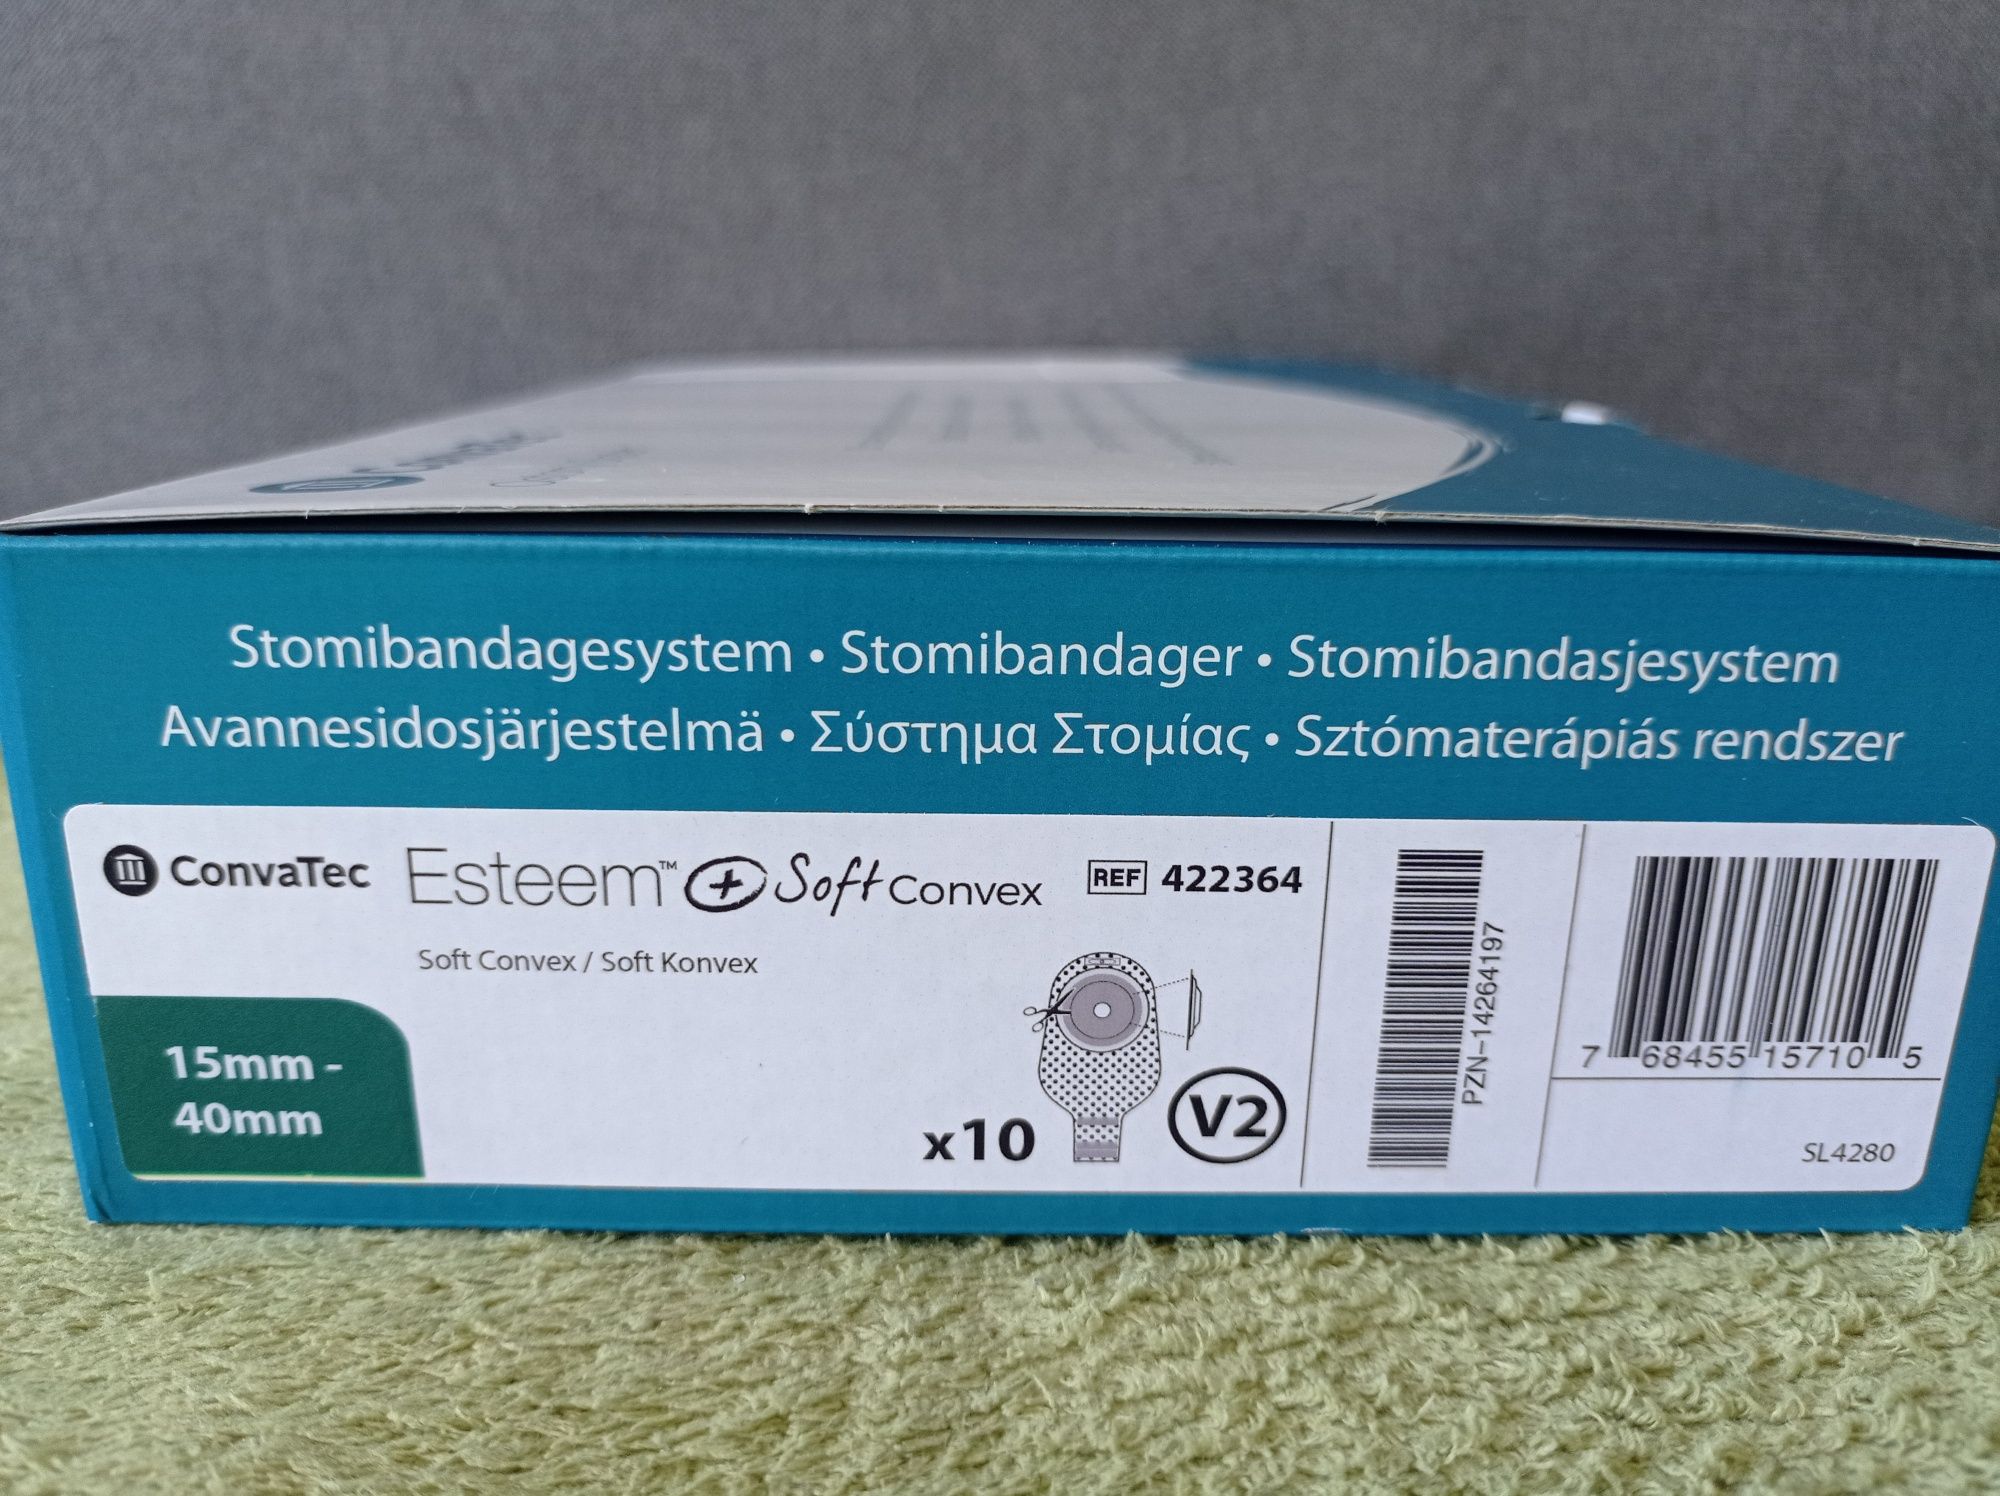 ConvaTec
Stomibandagesystem • Stomibandager • Stomibandasjesystem
Avannesidosjärjestelmä • Σύστημα Στομίας • Sztómaterápiás rendszer
ConvaTec Esteem™ + Soft Convex REF 422364
Soft Convex / Soft Konvex
15mm -
40mm
x10
V2
PZN-14264197
7 68455 15710 5
SL4280